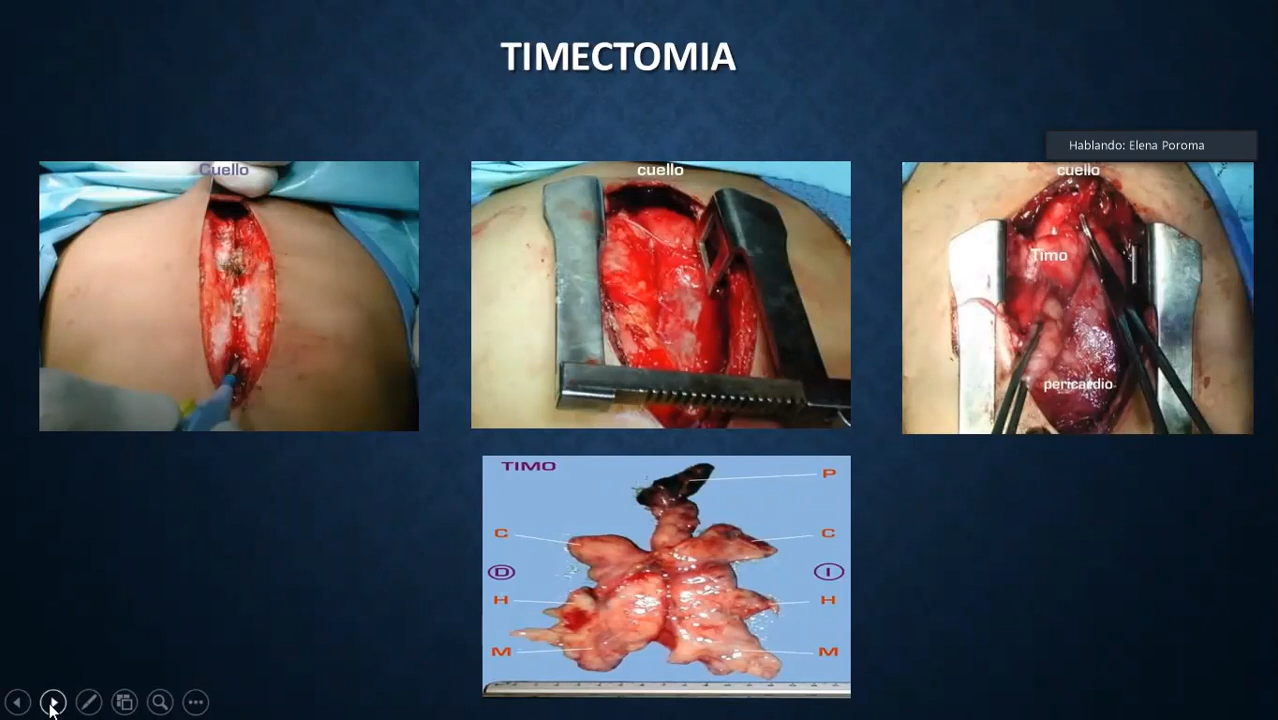 TIMECTOMIA
Hablando: Elena Poroma
Cuello
cuello
cuello
Timo
pericardio
TIMO
P
C
C
D
I
H
H
M
M